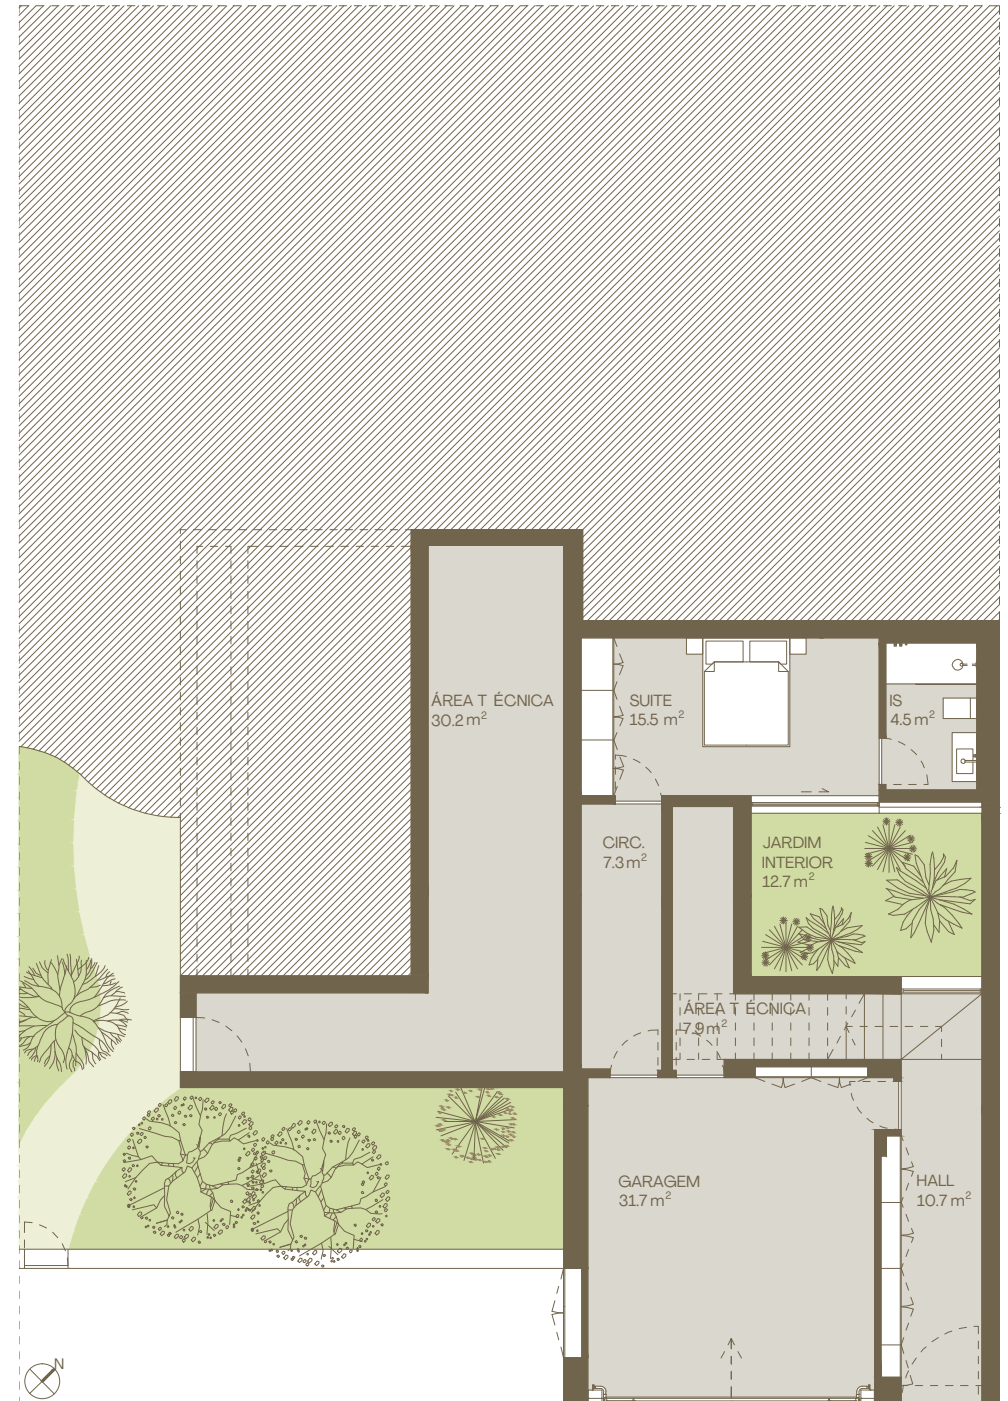 ÁREA T ÉCNICA
30.2 m²
SUITE
15.5 m²
IS
4.5 m²
CIRC.
7.3 m²
JARDIM
INTERIOR
12.7 m²
ÁREA T ÉCNICA
7.9 m²
GARAGEM
31.7 m²
HALL
10.7 m²
N